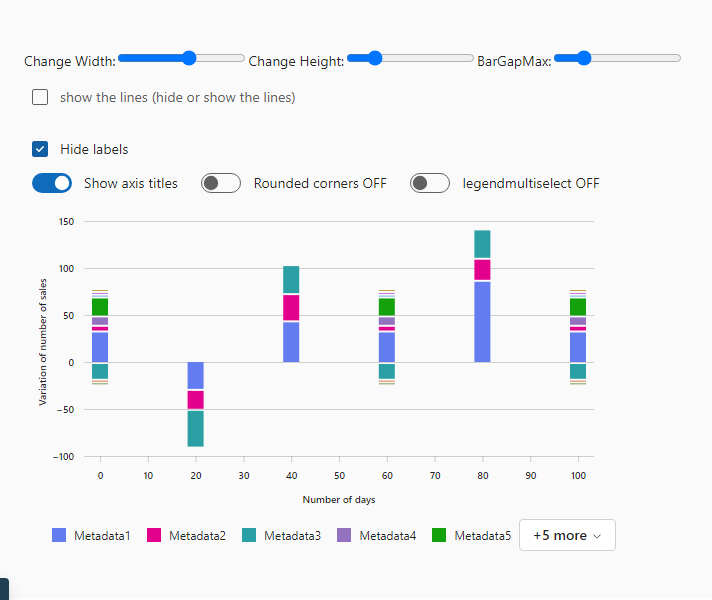 Change Width: Change Height: BarGapMax:
show the lines (hide or show the lines)
Hide labels
Show axis titles Rounded corners OFF legendmultiselect OFF
150
100
50
0
−50
−100
Variation of number of sales
0 10 20 30 40 50 60 70 80 90 100
Number of days
Metadata1 Metadata2 Metadata3 Metadata4 Metadata5 +5 more